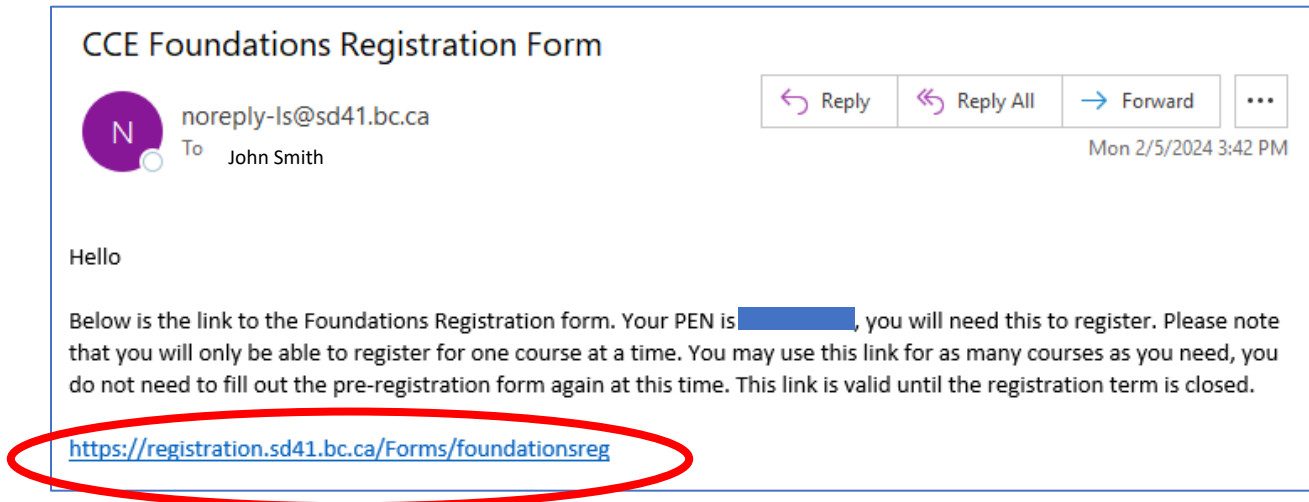 CCE Foundations Registration Form
N
noreply-ls@sd41.bc.ca
To John Smith
Reply
Reply All
Forward
Mon 2/5/2024 3:42 PM
Hello
Below is the link to the Foundations Registration form. Your PEN is , you will need this to register. Please note
that you will only be able to register for one course at a time. You may use this link for as many courses as you need, you
do not need to fill out the pre-registration form again at this time. This link is valid until the registration term is closed.
https://registration.sd41.bc.ca/Forms/foundationsreg